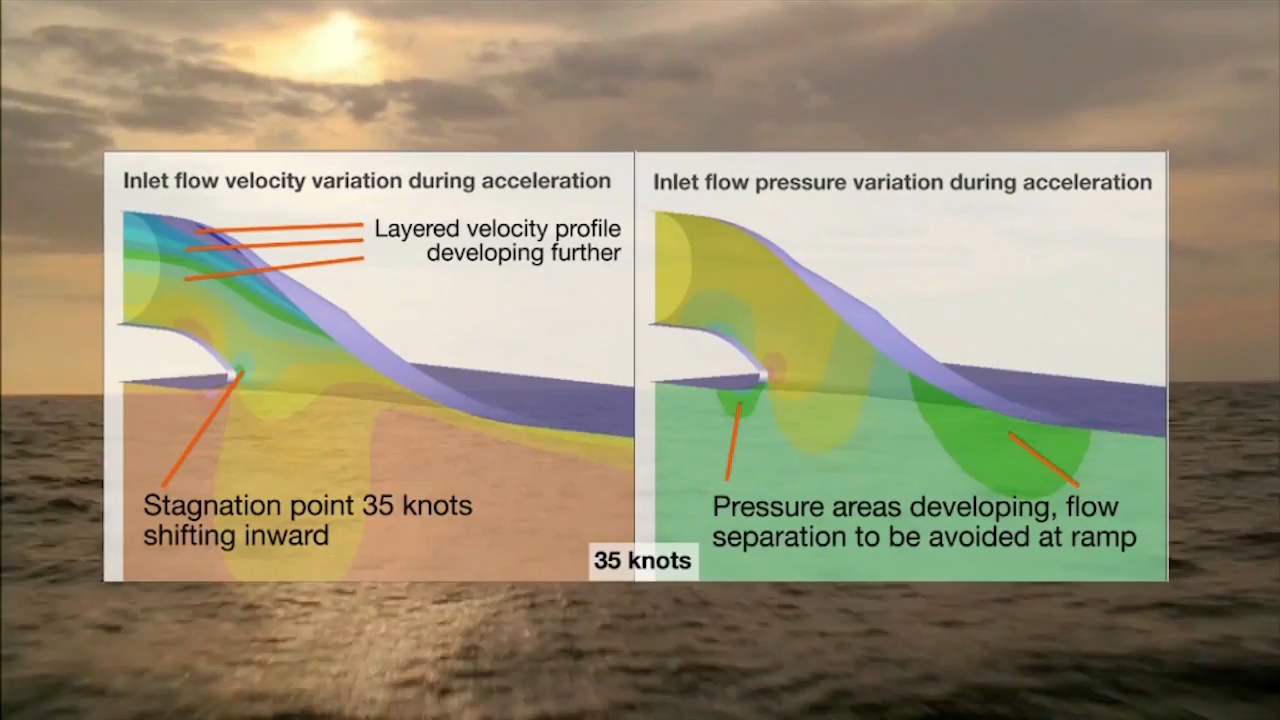 Inlet flow velocity variation during acceleration
Layered velocity profile
developing further
Stagnation point 35 knots
shifting inward
Inlet flow pressure variation during acceleration
Pressure areas developing, flow
separation to be avoided at ramp
35 knots